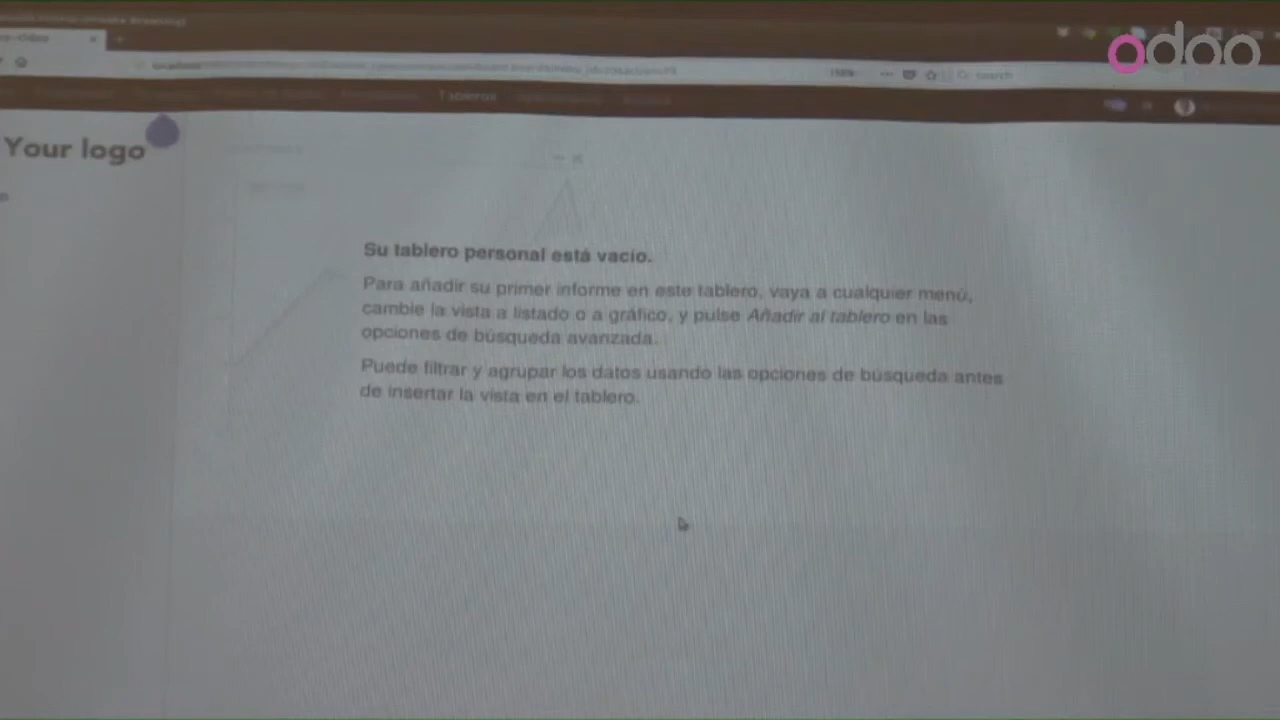 odoo
search
Tableros
Your logo
Su tablero personal está vacío.
Para añadir su primer informe en este tablero, vaya a cualquier menú,
cambie la vista a listado o a gráfico, y pulse Añadir al tablero en las
opciones de búsqueda avanzada.
Puede filtrar y agrupar los datos usando las opciones de búsqueda antes
de insertar la vista en el tablero.